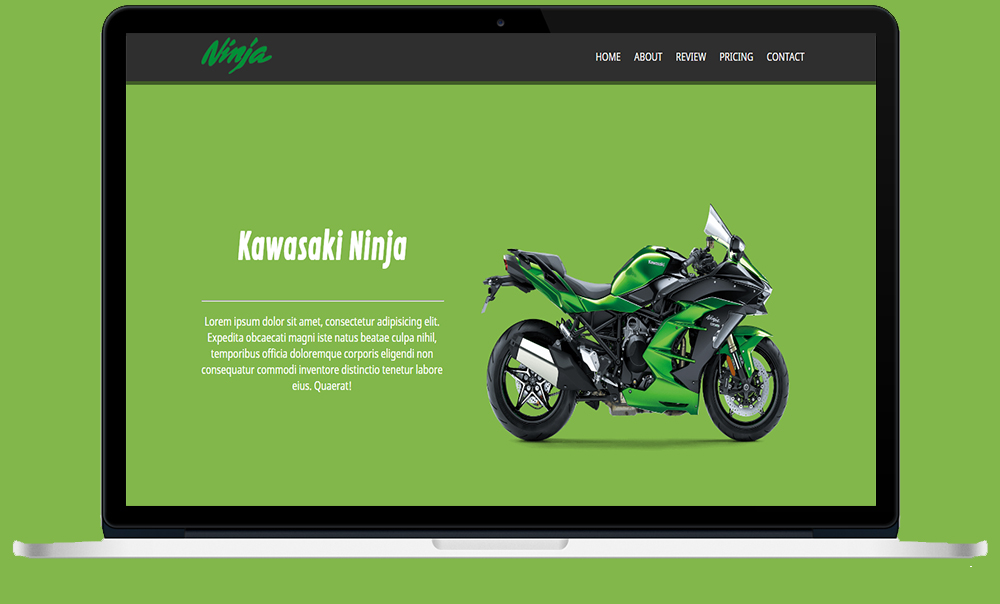 Ninja
HOME ABOUT REVIEW PRICING CONTACT
Kawasaki Ninja
Lorem ipsum dolor sit amet, consectetur adipisicing elit.
Expedita obcaecati magni iste natus beatae culpa nihil,
temporibus officia doloremque corporis eligendi non
consequatur commodi inventore distinctio tenetur labore
eius. Quaerat!
Kawasaki
Ninja